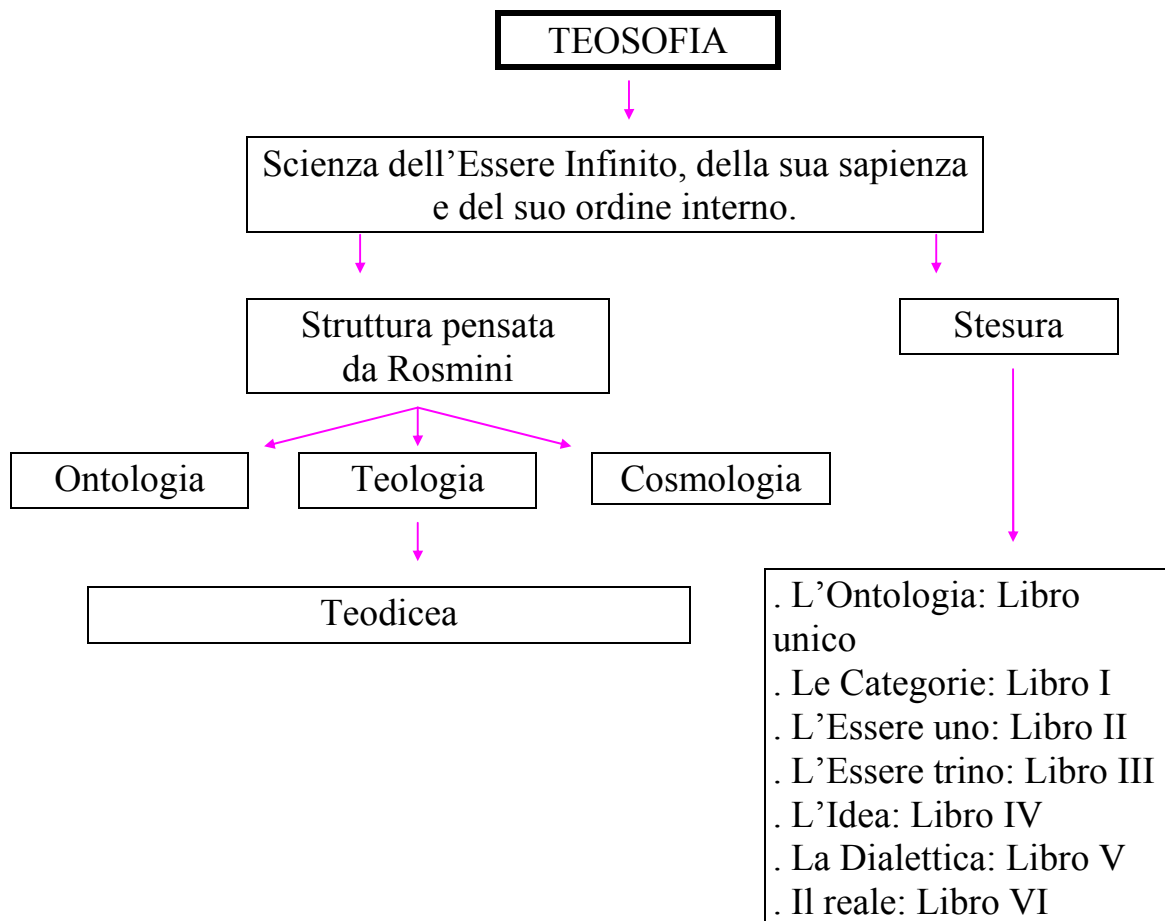 TEOSOFIA
Scienza dell’Essere Infinito, della sua sapienza
e del suo ordine interno.
Struttura pensata
da Rosmini
Stesura
Ontologia
Teologia
Cosmologia
Teodicea
. L’Ontologia: Libro
unico
. Le Categorie: Libro I
. L’Essere uno: Libro II
. L’Essere trino: Libro III
. L’Idea: Libro IV
. La Dialettica: Libro V
. Il reale: Libro VI